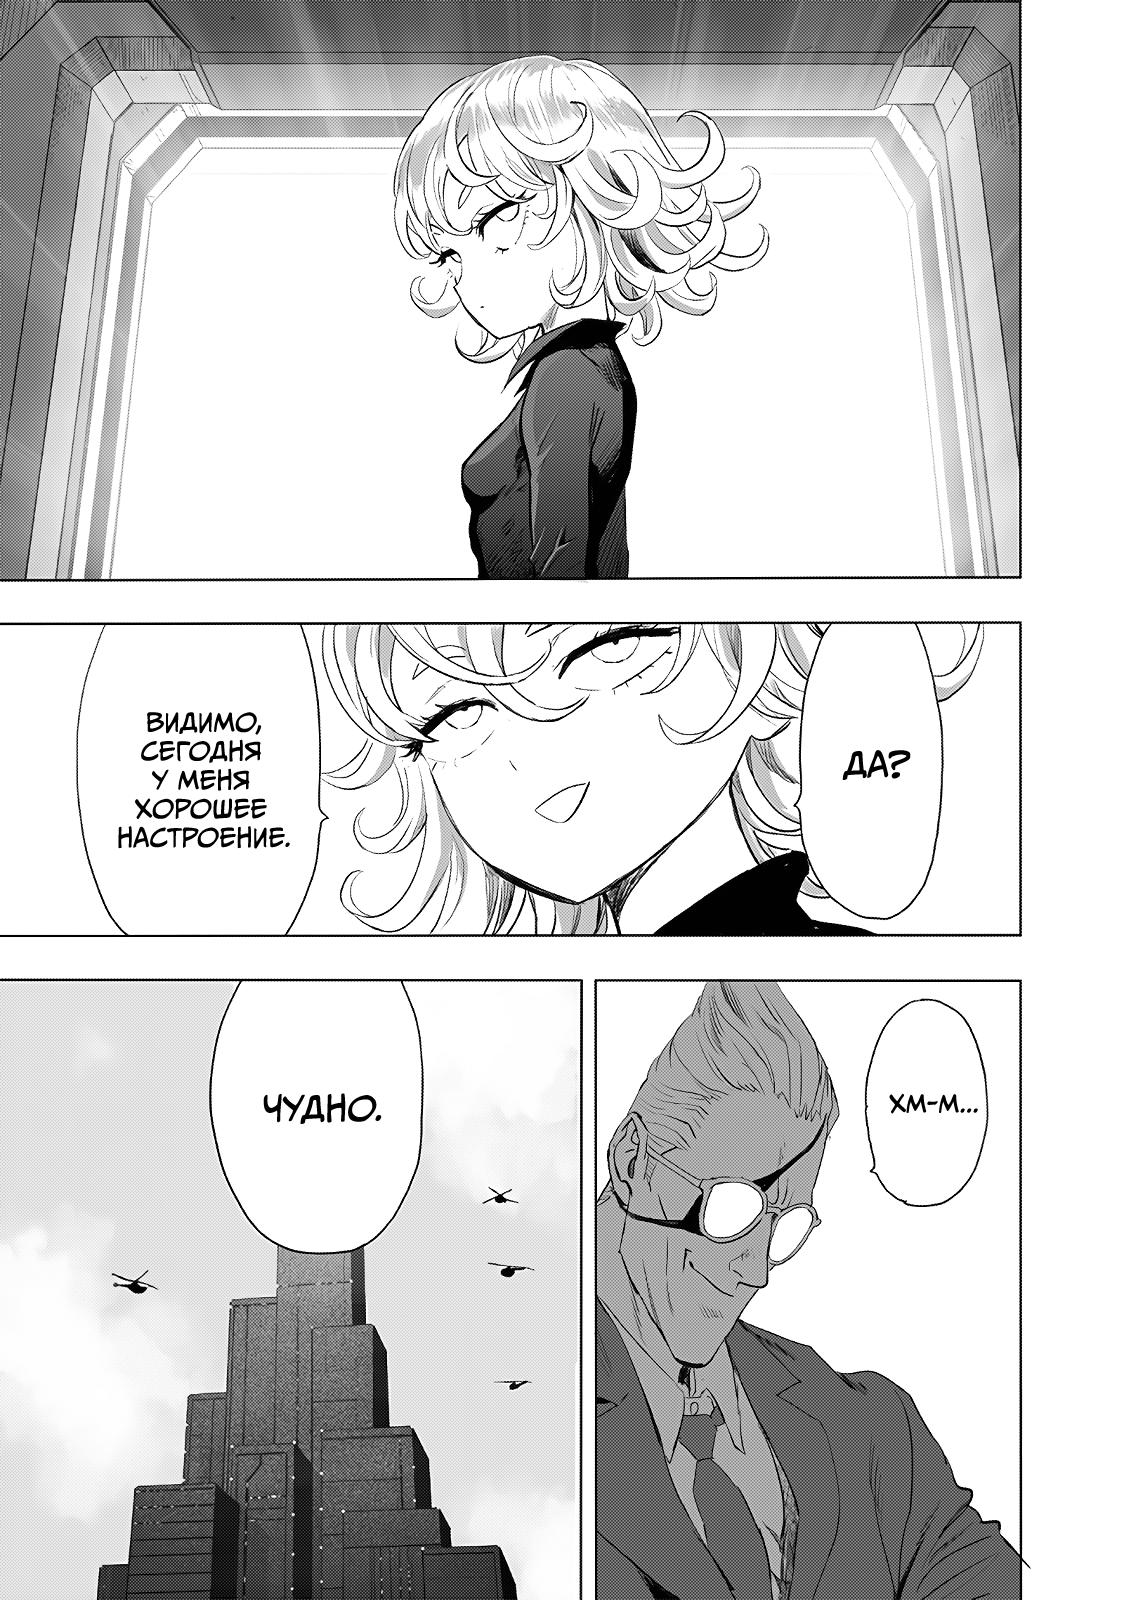 ДА?
ВИДИМО,
СЕГОДНЯ
У МЕНЯ
ХОРОШЕЕ
НАСТРОЕНИЕ.
ХМ-М...
ЧУДНО.